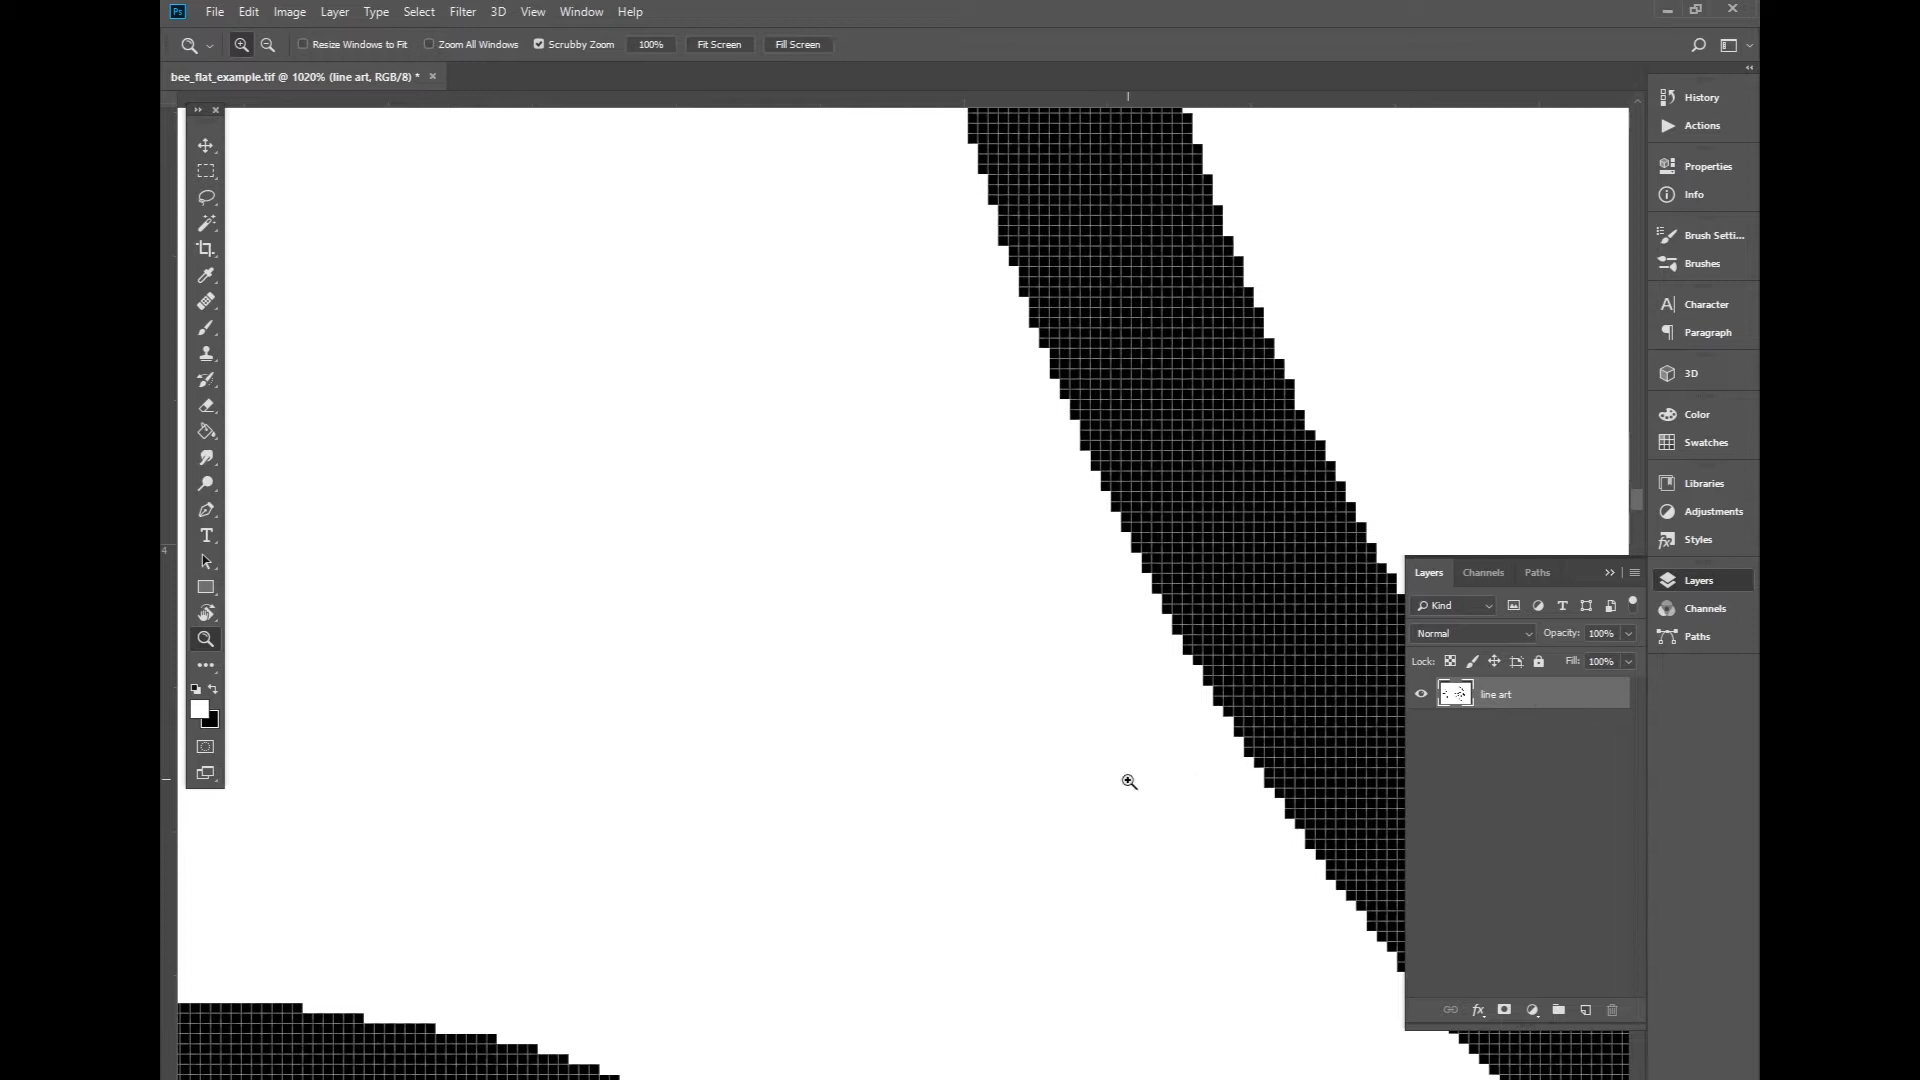 Ps File Edit Image Layer Type Select Filter 3D View Window Help
Resize Windows to Fit Zoom All Windows Scrubby Zoom 100% Fit Screen Fill Screen
bee_flat_example.tif @ 1020% (line art, RGB/8) *
History
Actions
Properties
Info
Brush Setti...
Brushes
Character
Paragraph
3D
Color
Swatches
Libraries
Adjustments
Styles
Layers
Channels
Paths
4
Layers Channels Paths
Kind
Normal Opacity: 100%
Lock: Fill: 100%
line art